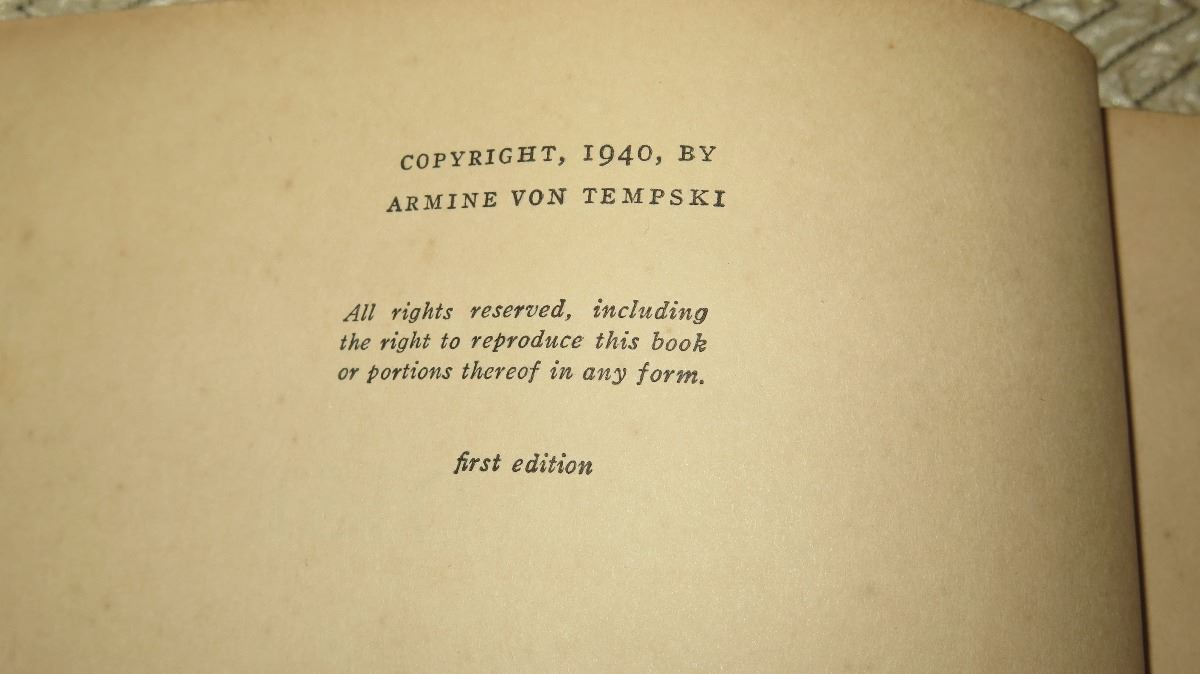 COPYRIGHT, 1940, BY
ARMINE VON TEMPSKI
All rights reserved, including
the right to reproduce this book
or portions thereof in any form.
first edition